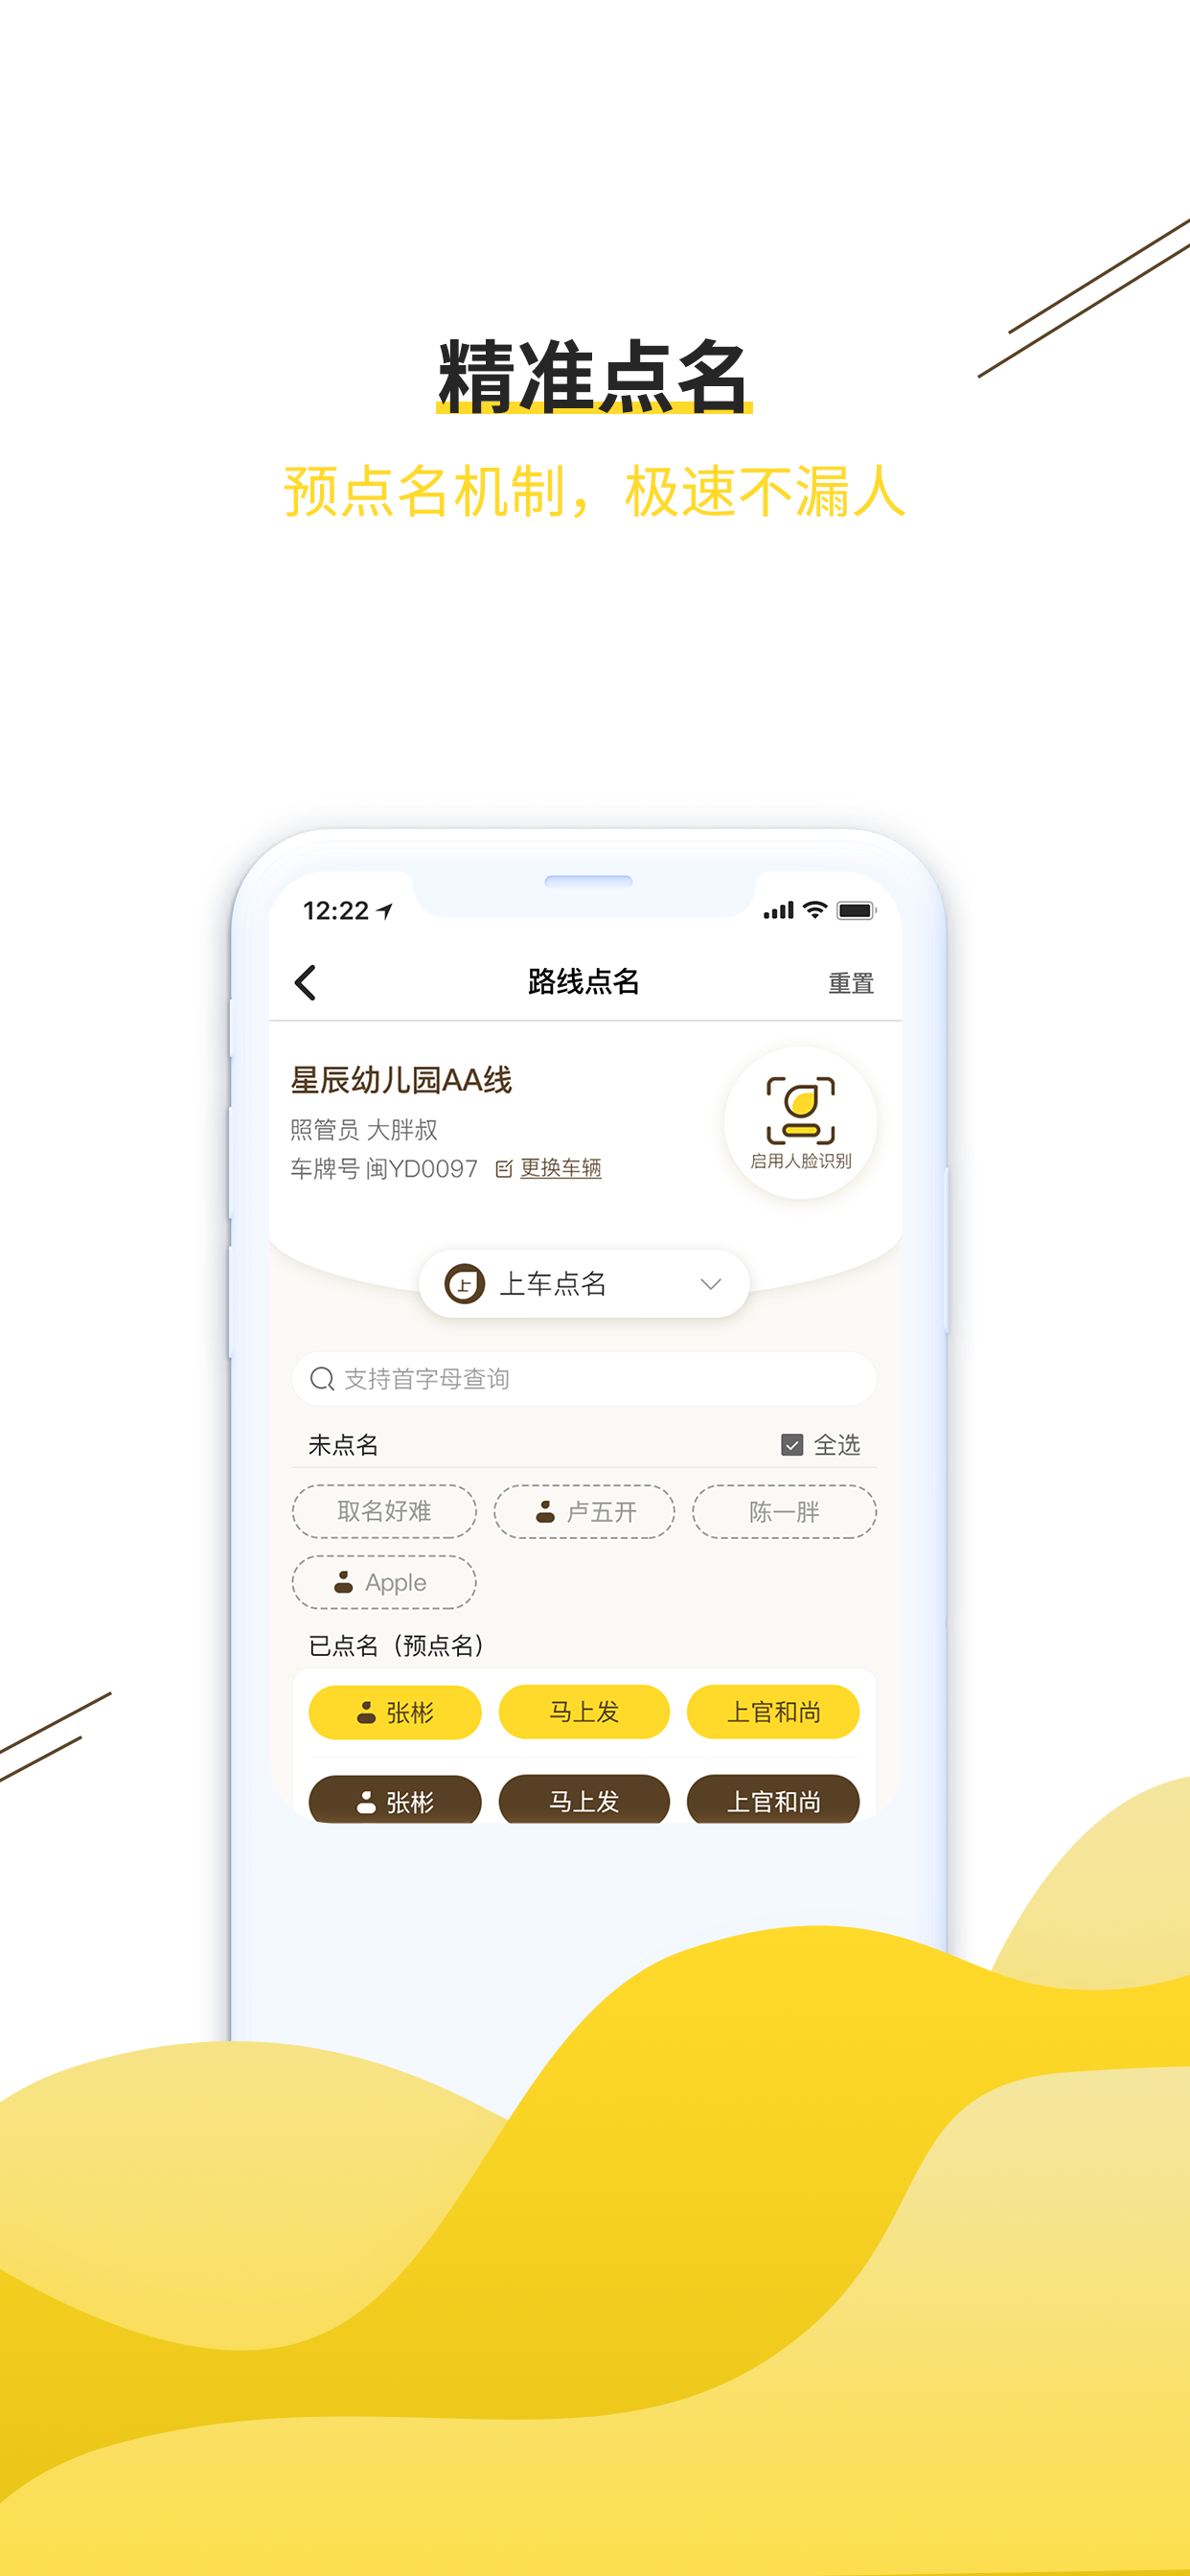 精准点名
预点名机制，极速不漏人
12:22
路线点名 重置
星辰幼儿园AA线
照管员 大胖叔
车牌号 闽YD0097 更换车辆
启用人脸识别
上 上车点名
支持首字母查询
未点名 全选
取名好难 卢五开 陈一胖
Apple
已点名（预点名）
张彬 马上发 上官和尚
张彬 马上发 上官和尚